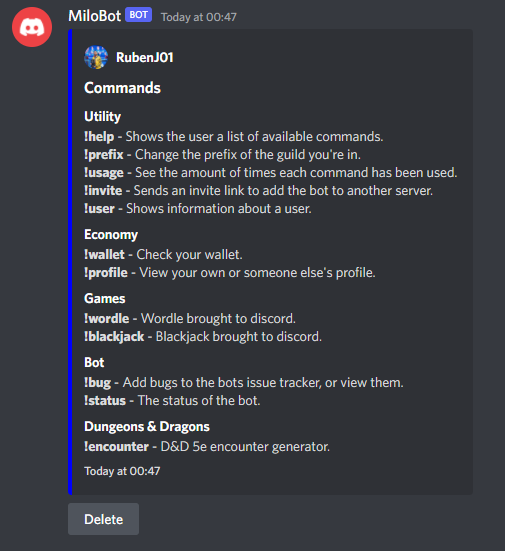 MiloBot BOT Today at 00:47
RubenJ01
Commands
Utility
!help - Shows the user a list of available commands.
!prefix - Change the prefix of the guild you're in.
!usage - See the amount of times each command has been used.
!invite - Sends an invite link to add the bot to another server.
!user - Shows information about a user.
Economy
!wallet - Check your wallet.
!profile - View your own or someone else's profile.
Games
!wordle - Wordle brought to discord.
!blackjack - Blackjack brought to discord.
Bot
!bug - Add bugs to the bots issue tracker, or view them.
!status - The status of the bot.
Dungeons & Dragons
!encounter - D&D 5e encounter generator.
Today at 00:47
Delete